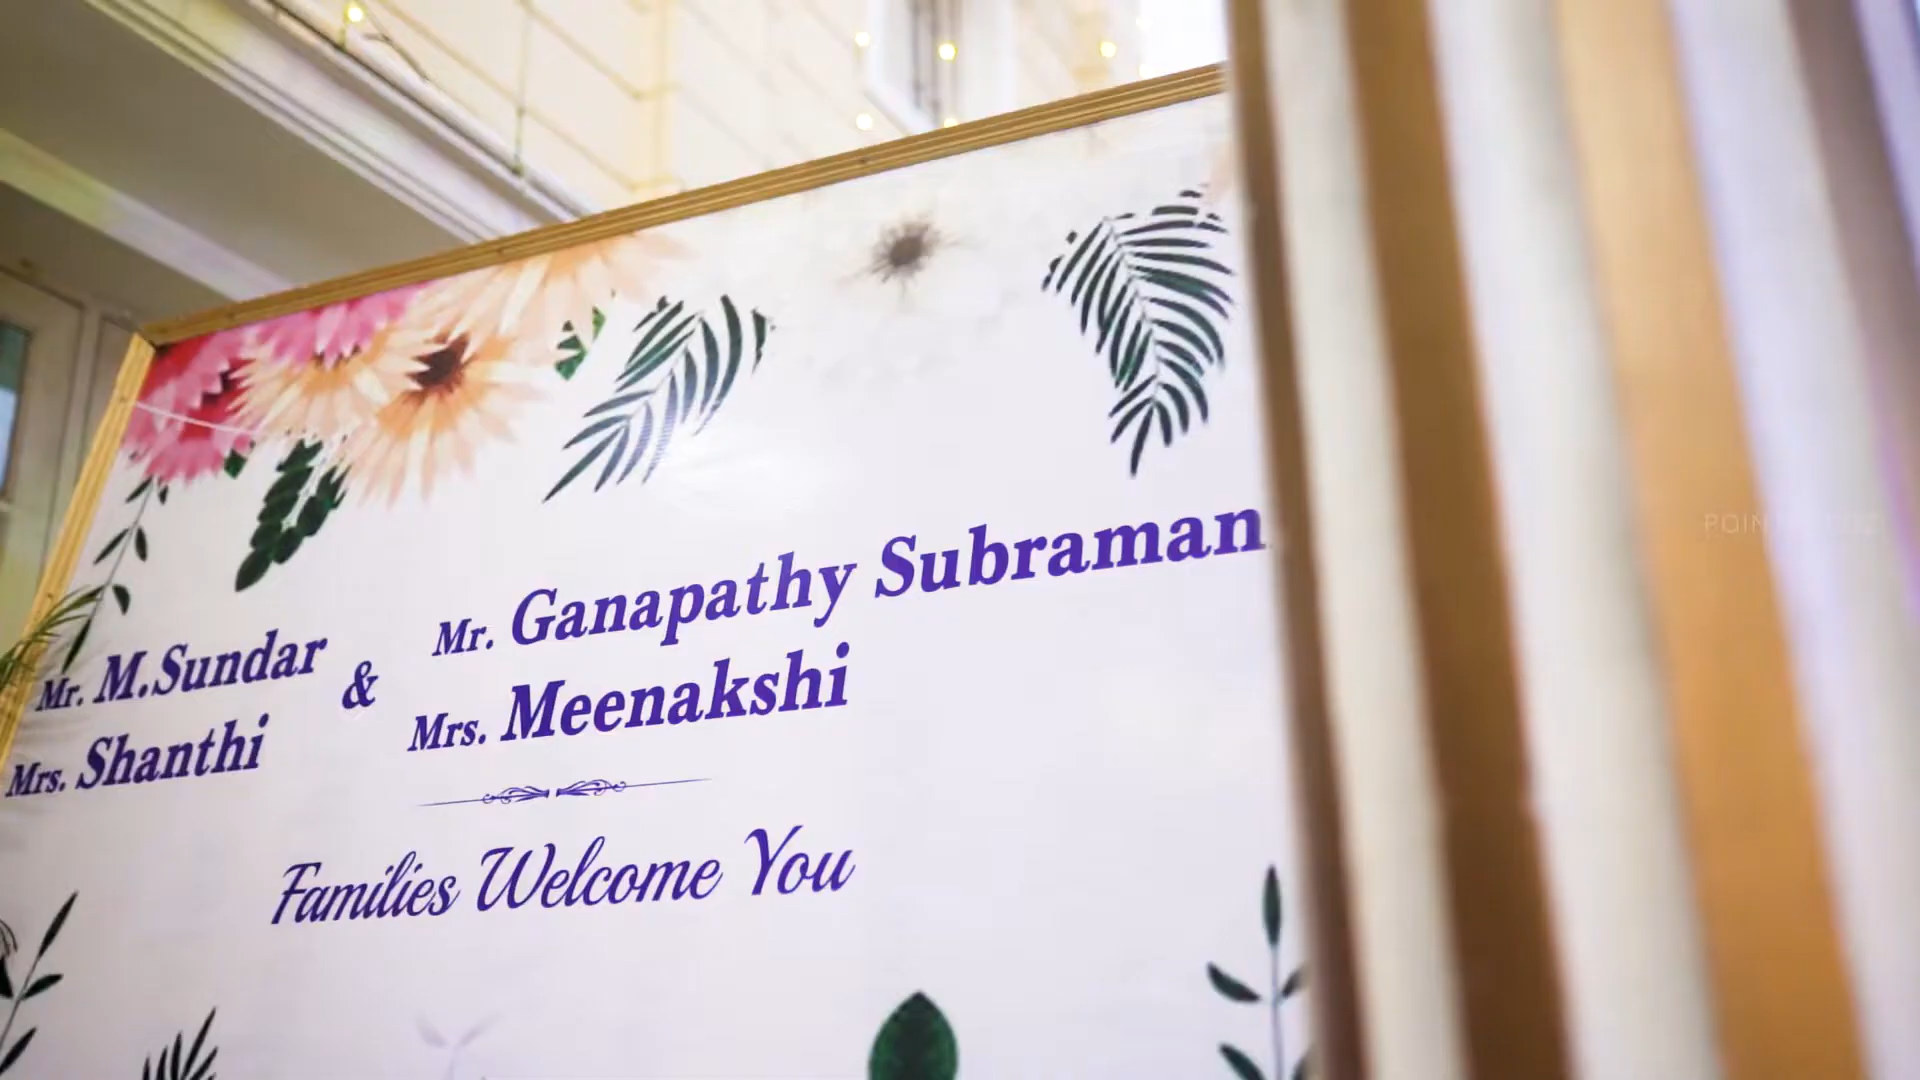 Mr. M.Sundar
Mrs. Shanthi
&
Mr. Ganapathy Subraman
Mrs. Meenakshi
Families Welcome You